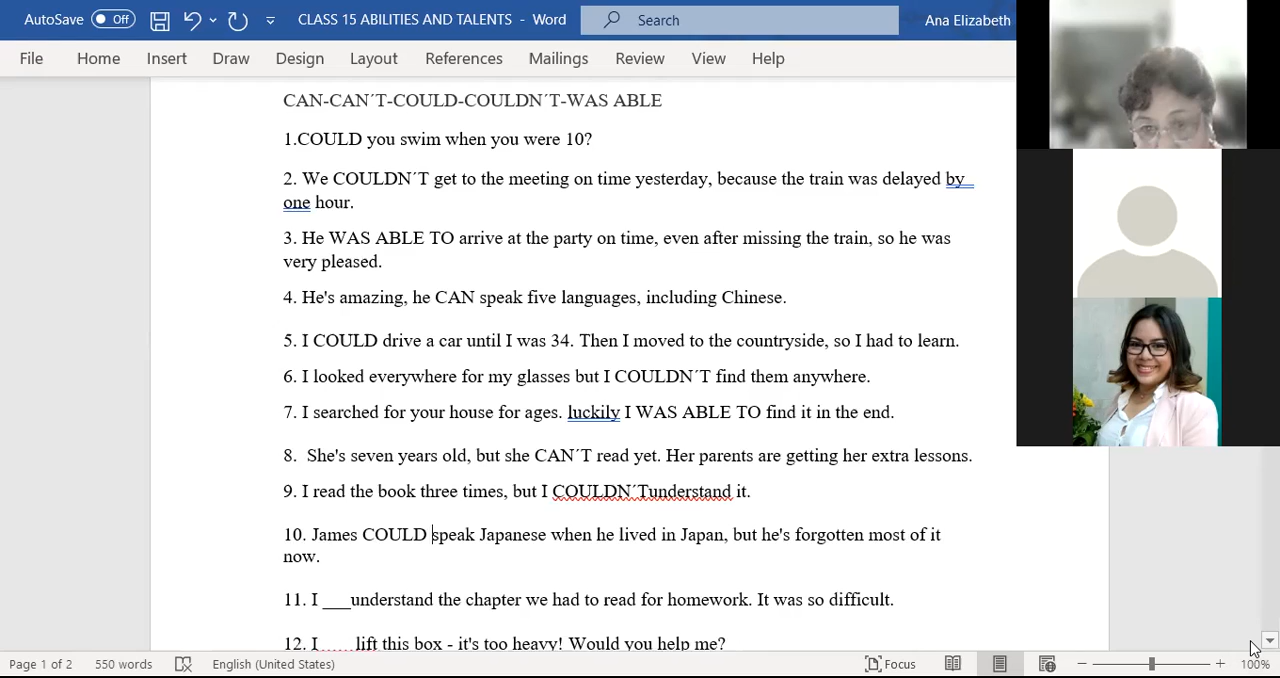 AutoSave Off CLASS 15 ABILITIES AND TALENTS - Word Search Ana Elizabeth
File Home Insert Draw Design Layout References Mailings Review View Help
CAN-CAN´T-COULD-COULDN´T-WAS ABLE
1.COULD you swim when you were 10?
2. We COULDN´T get to the meeting on time yesterday, because the train was delayed by
one hour.
3. He WAS ABLE TO arrive at the party on time, even after missing the train, so he was
very pleased.
4. He's amazing, he CAN speak five languages, including Chinese.
5. I COULD drive a car until I was 34. Then I moved to the countryside, so I had to learn.
6. I looked everywhere for my glasses but I COULDN´T find them anywhere.
7. I searched for your house for ages. luckily I WAS ABLE TO find it in the end.
8. She's seven years old, but she CAN´T read yet. Her parents are getting her extra lessons.
9. I read the book three times, but I COULDN´Tunderstand it.
10. James COULD speak Japanese when he lived in Japan, but he's forgotten most of it
now.
11. I ___understand the chapter we had to read for homework. It was so difficult.
12. I ___ lift this box - it's too heavy! Would you help me?
Page 1 of 2 550 words English (United States) Focus 100%